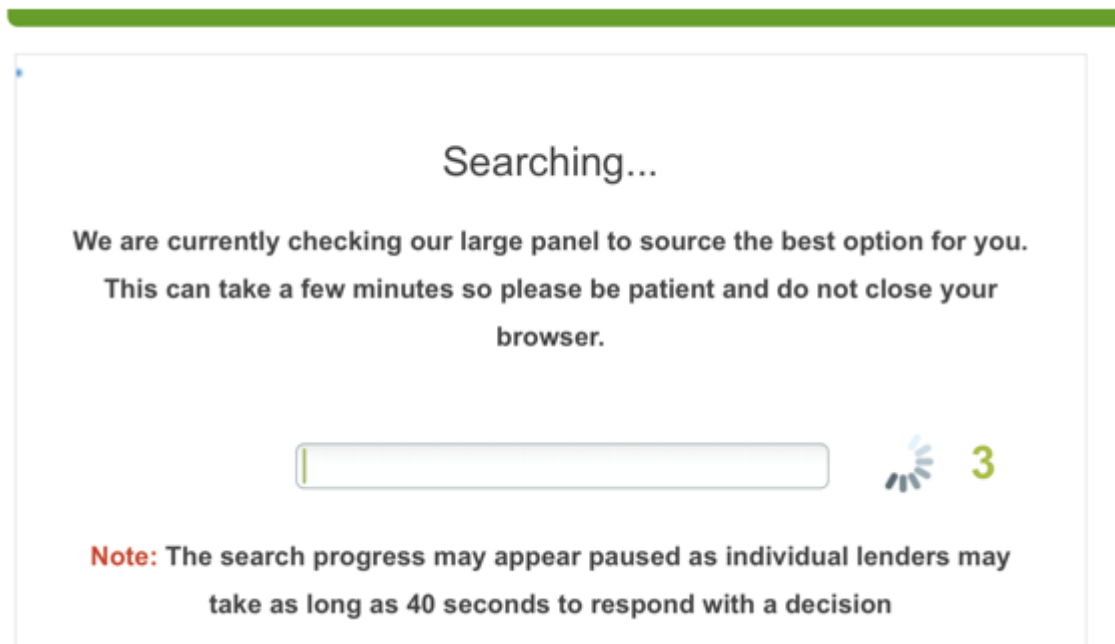 Searching...
We are currently checking our large panel to source the best option for you.
This can take a few minutes so please be patient and do not close your
browser.
3
Note: The search progress may appear paused as individual lenders may
take as long as 40 seconds to respond with a decision